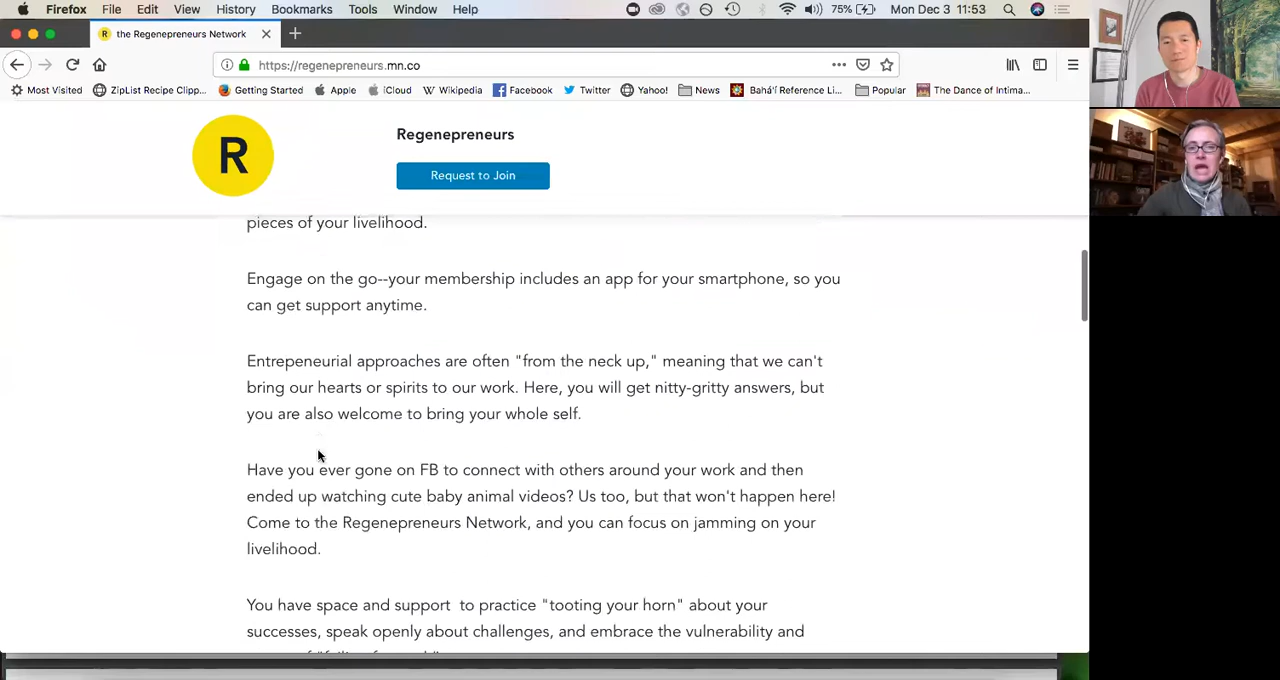 Firefox File Edit View History Bookmarks Tools Window Help 75% Mon Dec 3 11:53
R the Regenepreneurs Network
https://regenepreneurs.mn.co
Most Visited ZipList Recipe Clipp... Getting Started Apple iCloud Wikipedia Facebook Twitter Yahoo! News Bahá'í Reference Li... Popular The Dance of Intima...
R
Regenepreneurs
Request to Join
pieces of your livelihood.
Engage on the go--your membership includes an app for your smartphone, so you
can get support anytime.
Entrepeneurial approaches are often "from the neck up," meaning that we can't
bring our hearts or spirits to our work. Here, you will get nitty-gritty answers, but
you are also welcome to bring your whole self.
Have you ever gone on FB to connect with others around your work and then
ended up watching cute baby animal videos? Us too, but that won't happen here!
Come to the Regenepreneurs Network, and you can focus on jamming on your
livelihood.
You have space and support to practice "tooting your horn" about your
successes, speak openly about challenges, and embrace the vulnerability and